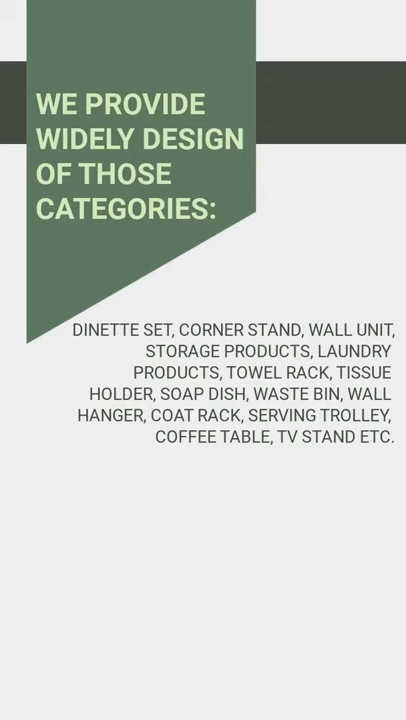 WE PROVIDE
WIDELY DESIGN
OF THOSE
CATEGORIES:
DINETTE SET, CORNER STAND, WALL UNIT,
STORAGE PRODUCTS, LAUNDRY
PRODUCTS, TOWEL RACK, TISSUE
HOLDER, SOAP DISH, WASTE BIN, WALL
HANGER, COAT RACK, SERVING TROLLEY,
COFFEE TABLE, TV STAND ETC.